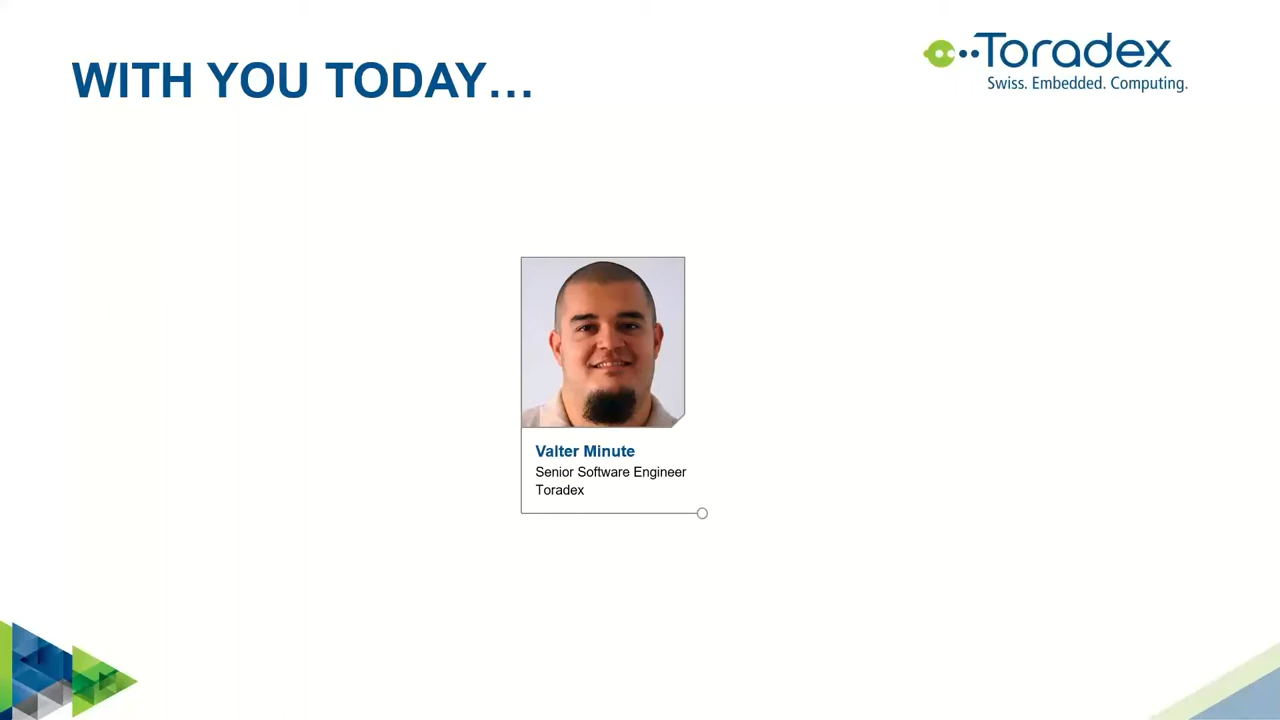 WITH YOU TODAY…
Toradex
Swiss. Embedded. Computing.
Valter Minute
Senior Software Engineer
Toradex